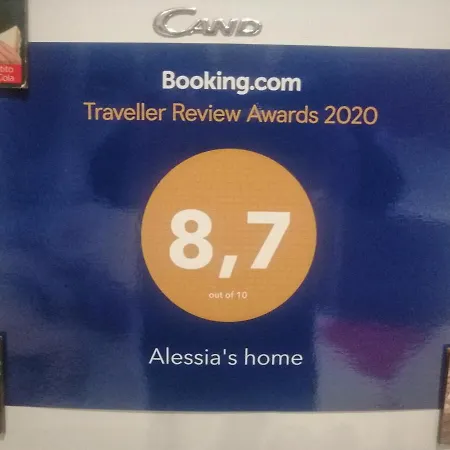 CAND
Booking.com
Traveller Review Awards 2020
8,7
out of 10
Alessia's home